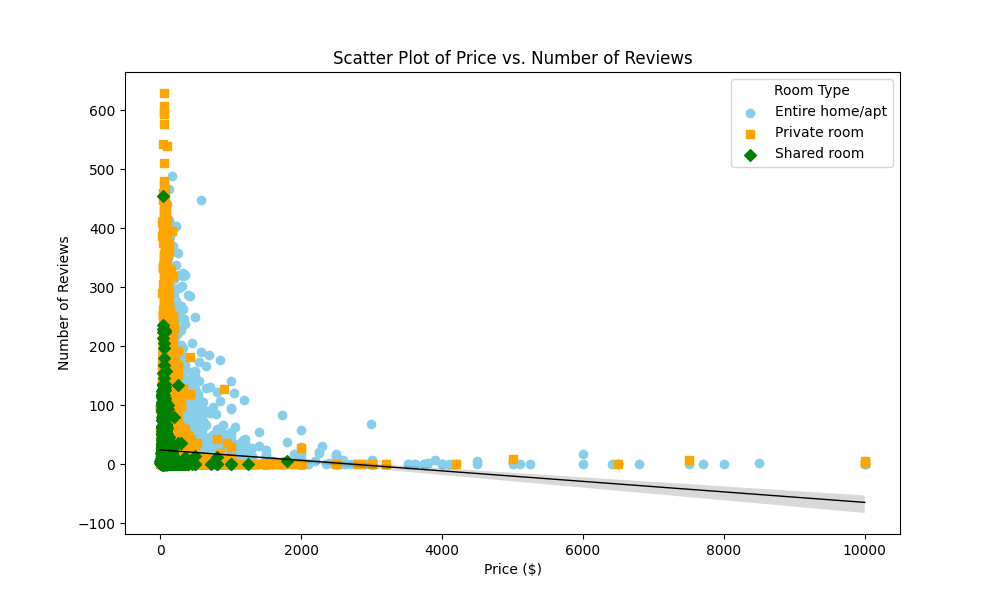 Scatter Plot of Price vs. Number of Reviews
Room Type
Entire home/apt
Private room
Shared room
Number of Reviews
600
500
400
300
200
100
0
−100
0
2000
4000
6000
8000
10000
Price ($)